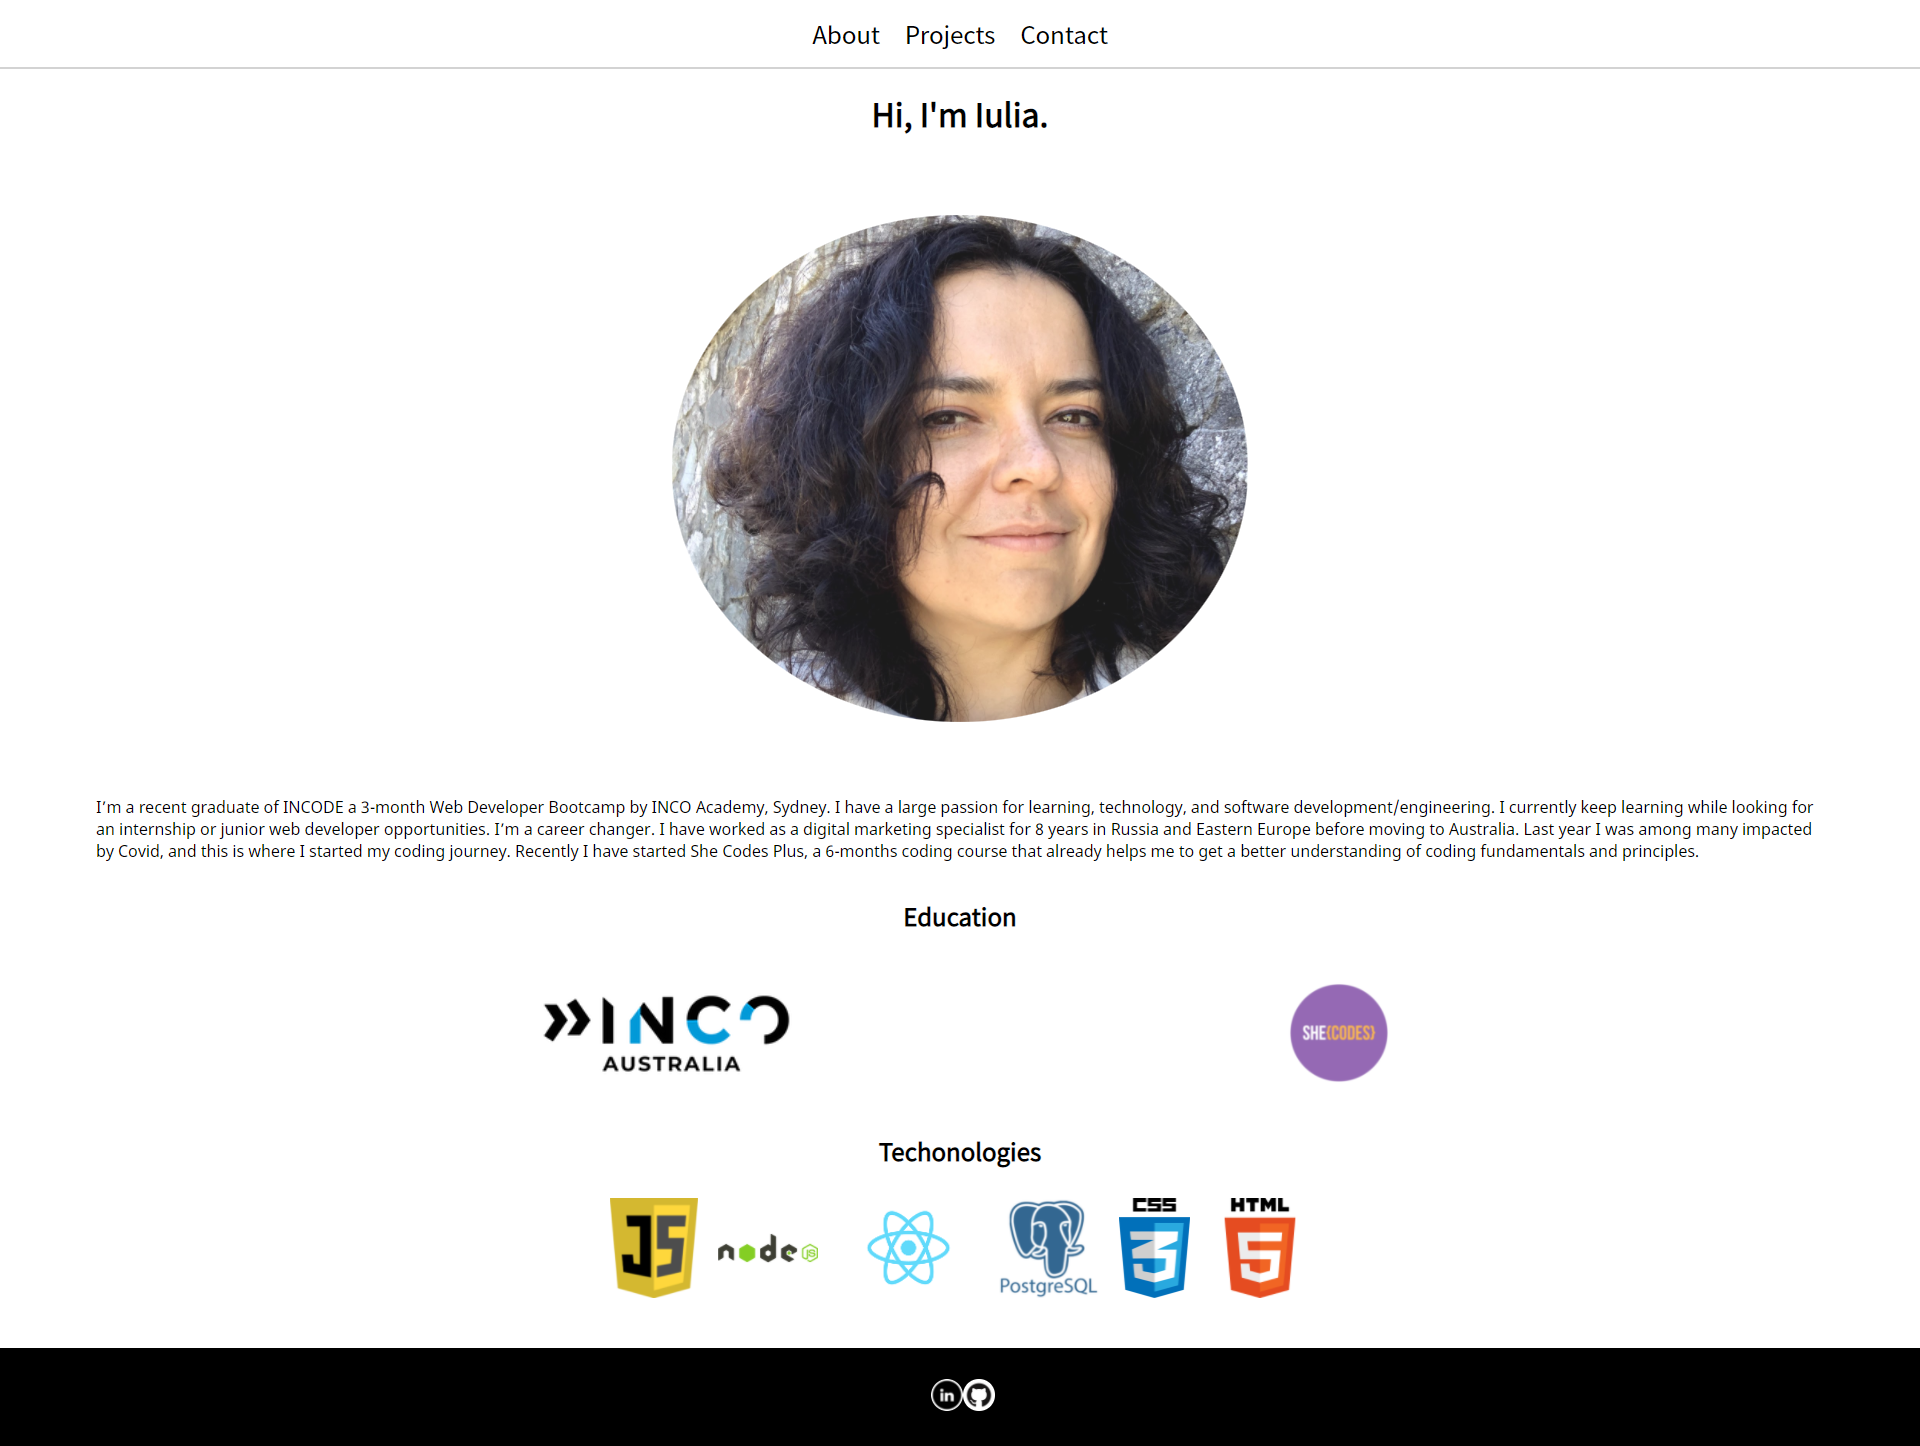 About Projects Contact
Hi, I'm Iulia.
I’m a recent graduate of INCODE a 3-month Web Developer Bootcamp by INCO Academy, Sydney. I have a large passion for learning, technology, and software development/engineering. I currently keep learning while looking for
an internship or junior web developer opportunities. I’m a career changer. I have worked as a digital marketing specialist for 8 years in Russia and Eastern Europe before moving to Australia. Last year I was among many impacted
by Covid, and this is where I started my coding journey. Recently I have started She Codes Plus, a 6-months coding course that already helps me to get a better understanding of coding fundamentals and principles.
Education
INCO
AUSTRALIA
SHE{CODES}
Techonologies
JS
node JS
PostgreSQL
CSS
3
HTML
5
in